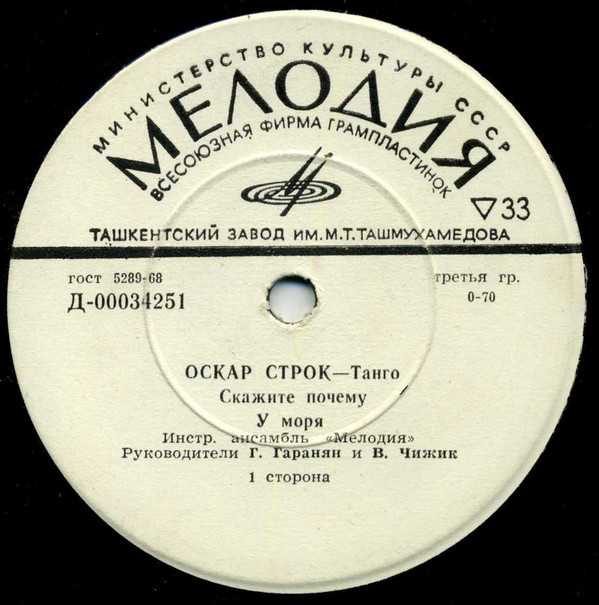 МИНИСТЕРСТВО КУЛЬТУРЫ СССР
МЕЛОДИЯ
ВСЕСОЮЗНАЯ ФИРМА ГРАМПЛАСТИНОК
33
ТАШКЕНТСКИЙ ЗАВОД ИМ. М.Т. ТАШМУХАМЕДОВА
гост 5289-68
третья гр.
Д-00034251
0-70
ОСКАР СТРОК—Танго
Скажите почему
У моря
Инстр. ансамбль «Мелодия»
Руководители Г. Гаранян и В. Чижик
1 сторона